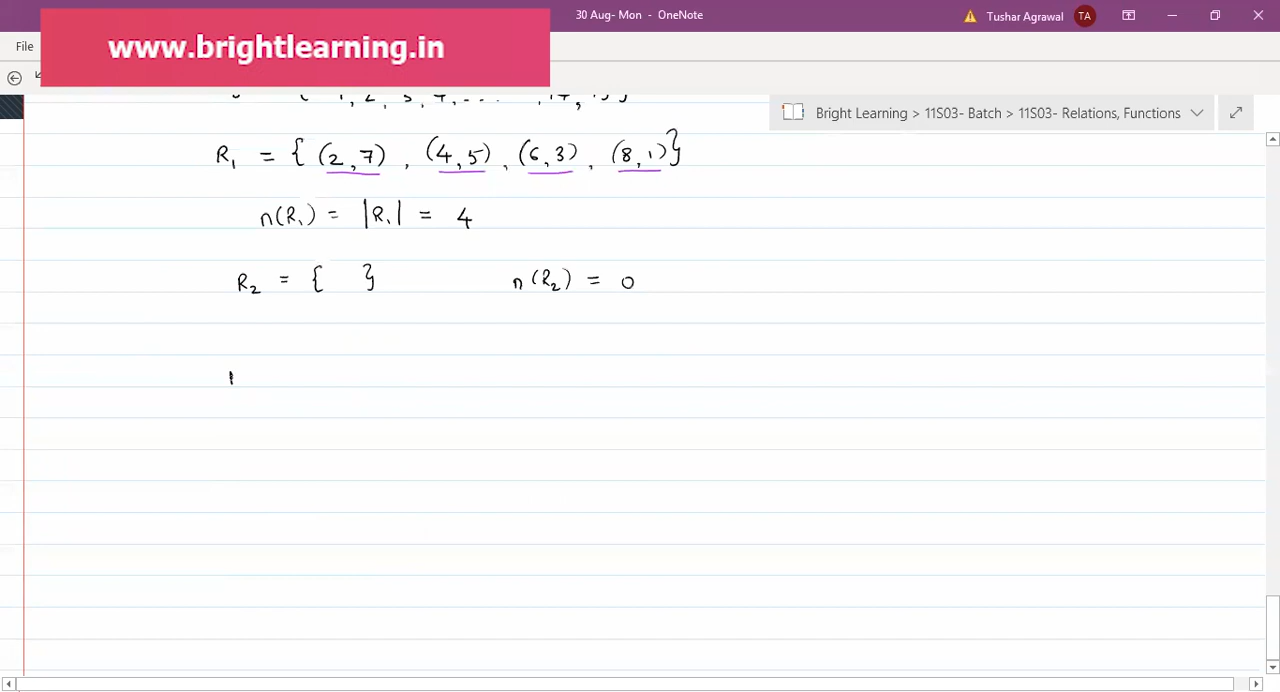 30 Aug- Mon - OneNote
Tushar Agrawal TA
File
www.brightlearning.in
Bright Learning > 11S03- Batch > 11S03- Relations, Functions
R₁ = { (2,7) , (4,5) , (6,3) , (8,1) }
n(R₁) = |R₁| = 4
R₂ = { } n(R₂) = 0